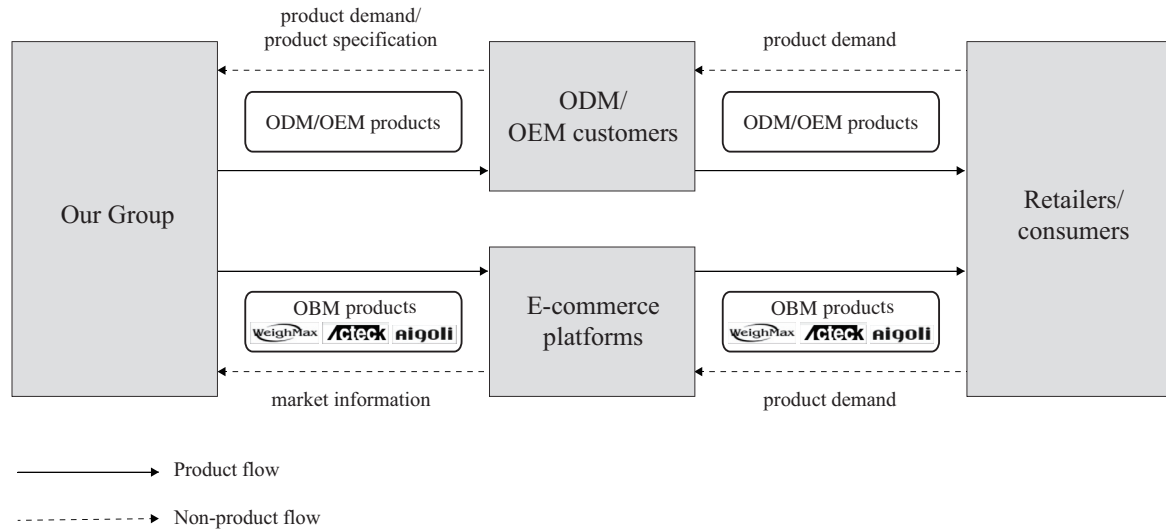 product demand/
product specification
product demand
ODM/OEM products
ODM/
OEM customers
ODM/OEM products
Our Group
Retailers/
consumers
OBM products
WeighMax Acteck Aigoli
E-commerce
platforms
OBM products
WeighMax Acteck Aigoli
market information
product demand
Product flow
Non-product flow